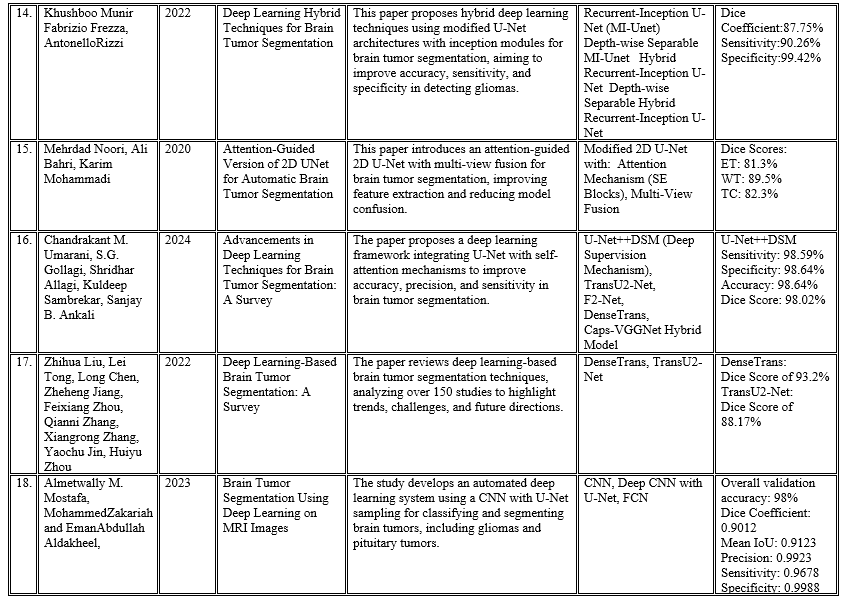 14.
Khushboo Munir
Fabrizio Frezza,
AntonelloRizzi
2022
Deep Learning Hybrid
Techniques for Brain
Tumor Segmentation
This paper proposes hybrid deep learning
techniques using modified U-Net
architectures with inception modules for
brain tumor segmentation, aiming to
improve accuracy, sensitivity, and
specificity in detecting gliomas.
Recurrent-Inception U-
Net (MI-Unet)
Depth-wise Separable
MI-Unet Hybrid
Recurrent-Inception U-
Net Depth-wise
Separable Hybrid
Recurrent-Inception U-
Net
Dice
Coefficient:87.75%
Sensitivity:90.26%
Specificity:99.42%
15.
Mehrdad Noori, Ali
Bahri, Karim
Mohammadi
2020
Attention-Guided
Version of 2D UNet
for Automatic Brain
Tumor Segmentation
This paper introduces an attention-guided
2D U-Net with multi-view fusion for
brain tumor segmentation, improving
feature extraction and reducing model
confusion.
Modified 2D U-Net
with: Attention
Mechanism (SE
Blocks), Multi-View
Fusion
Dice Scores:
ET: 81.3%
WT: 89.5%
TC: 82.3%
16.
Chandrakant M.
Umarani, S.G.
Gollagi, Shridhar
Allagi, Kuldeep
Sambrekar, Sanjay
B. Ankali
2024
Advancements in
Deep Learning
Techniques for Brain
Tumor Segmentation:
A Survey
The paper proposes a deep learning
framework integrating U-Net with self-
attention mechanisms to improve
accuracy, precision, and sensitivity in
brain tumor segmentation.
U-Net++DSM (Deep
Supervision
Mechanism),
TransU2-Net,
F2-Net,
DenseTrans,
Caps-VGGNet Hybrid
Model
U-Net++DSM
Sensitivity: 98.59%
Specificity: 98.64%
Accuracy: 98.64%
Dice Score: 98.02%
17.
Zhihua Liu, Lei
Tong, Long Chen,
Zheheng Jiang,
Feixiang Zhou,
Qianni Zhang,
Xiangrong Zhang,
Yaochu Jin, Huiyu
Zhou
2022
Deep Learning-Based
Brain Tumor
Segmentation: A
Survey
The paper reviews deep learning-based
brain tumor segmentation techniques,
analyzing over 150 studies to highlight
trends, challenges, and future directions.
DenseTrans, TransU2-
Net
DenseTrans:
Dice Score of 93.2%
TransU2-Net:
Dice Score of
88.17%
18.
Almetwally M.
Mostafa,
MohammedZakariah
and EmanAbdullah
Aldakheel,
2023
Brain Tumor
Segmentation Using
Deep Learning on
MRI Images
The study develops an automated deep
learning system using a CNN with U-Net
sampling for classifying and segmenting
brain tumors, including gliomas and
pituitary tumors.
CNN, Deep CNN with
U-Net, FCN
Overall validation
accuracy: 98%
Dice Coefficient:
0.9012
Mean IoU: 0.9123
Precision: 0.9923
Sensitivity: 0.9678
Specificity: 0.9988